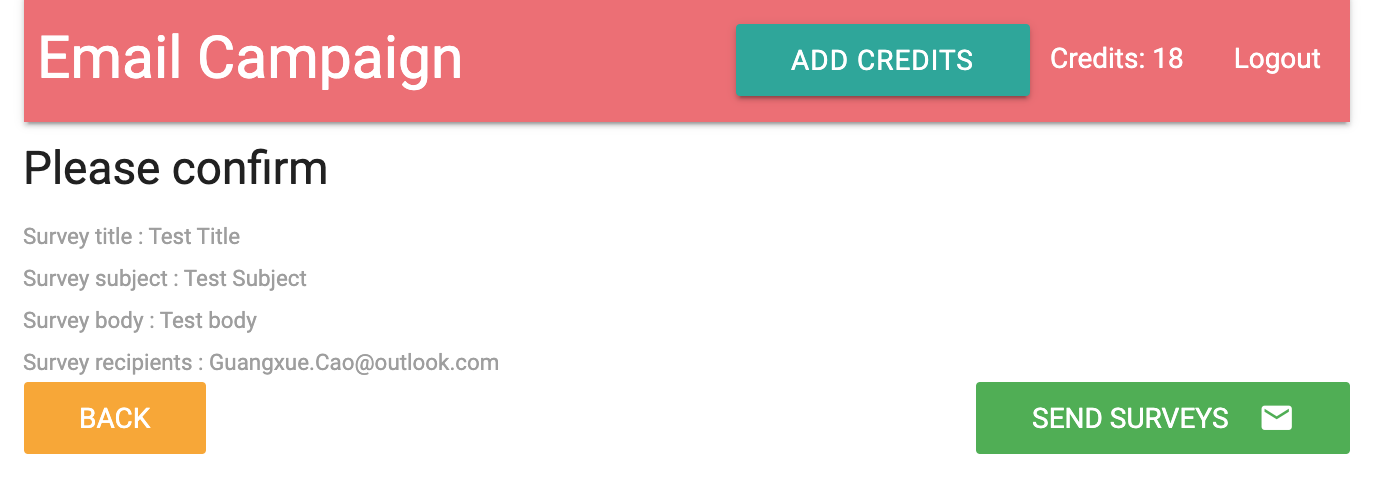 Email Campaign ADD CREDITS Credits: 18 Logout
Please confirm
Survey title : Test Title
Survey subject : Test Subject
Survey body : Test body
Survey recipients : Guangxue.Cao@outlook.com
BACK SEND SURVEYS